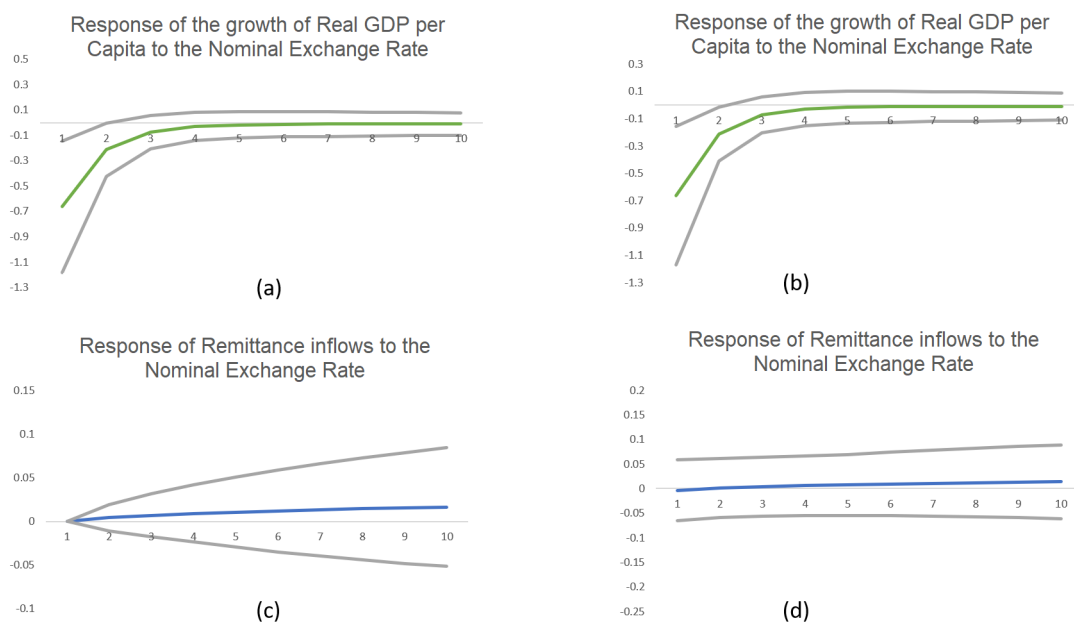 Response of the growth of Real GDP per
Capita to the Nominal Exchange Rate
0.5
0.3
0.1
-0.1
-0.3
-0.5
-0.7
-0.9
-1.1
-1.3
1 2 3 4 5 6 7 8 9 10
(a)
Response of the growth of Real GDP per
Capita to the Nominal Exchange Rate
0.3
0.1
-0.1
-0.3
-0.5
-0.7
-0.9
-1.1
-1.3
1 2 3 4 5 6 7 8 9 10
(b)
Response of Remittance inflows to the
Nominal Exchange Rate
0.15
0.1
0.05
0
-0.05
-0.1
1 2 3 4 5 6 7 8 9 10
(c)
Response of Remittance inflows to the
Nominal Exchange Rate
0.2
0.15
0.1
0.05
0
-0.05
-0.1
-0.15
-0.2
-0.25
1 2 3 4 5 6 7 8 9 10
(d)